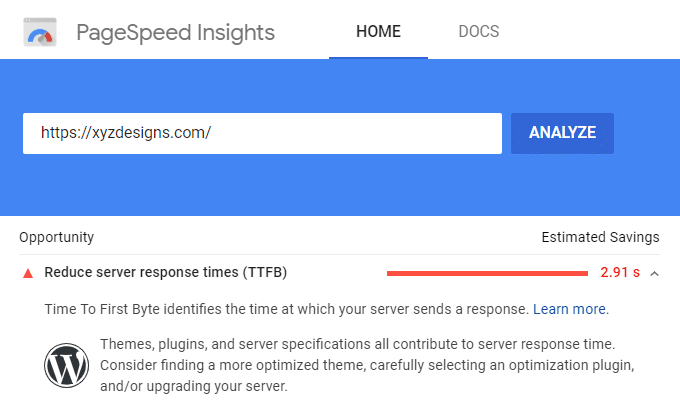 PageSpeed Insights HOME DOCS
https://xyzdesigns.com/ ANALYZE
Opportunity Estimated Savings
Reduce server response times (TTFB) 2.91 s
Time To First Byte identifies the time at which your server sends a response. Learn more.
Themes, plugins, and server specifications all contribute to server response time.
Consider finding a more optimized theme, carefully selecting an optimization plugin,
and/or upgrading your server.